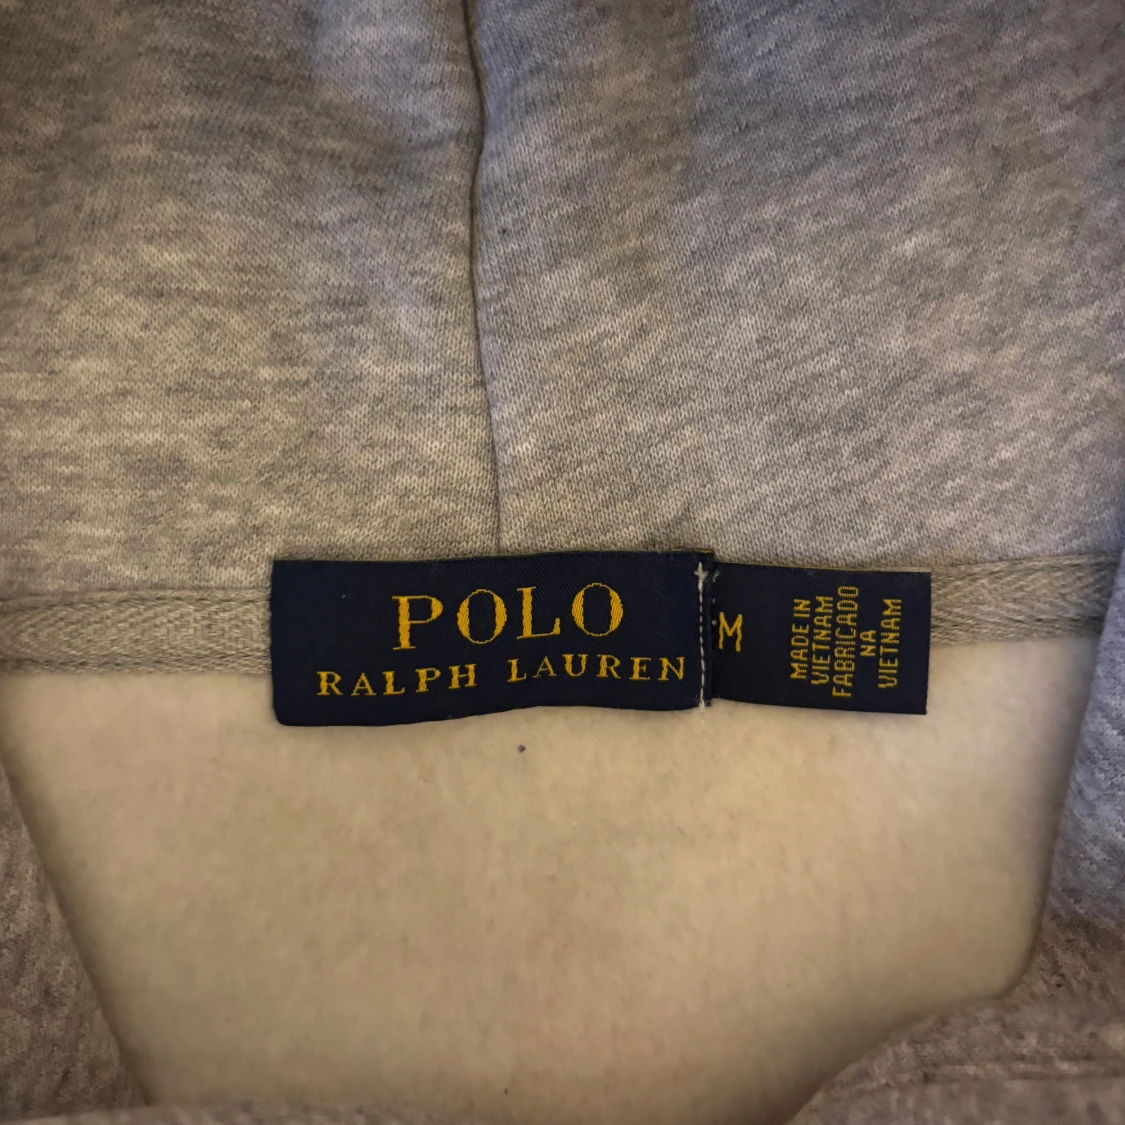 POLO
RALPH LAUREN
M
MADE IN
VIETNAM
FABRICADO
NA
VIETNAM